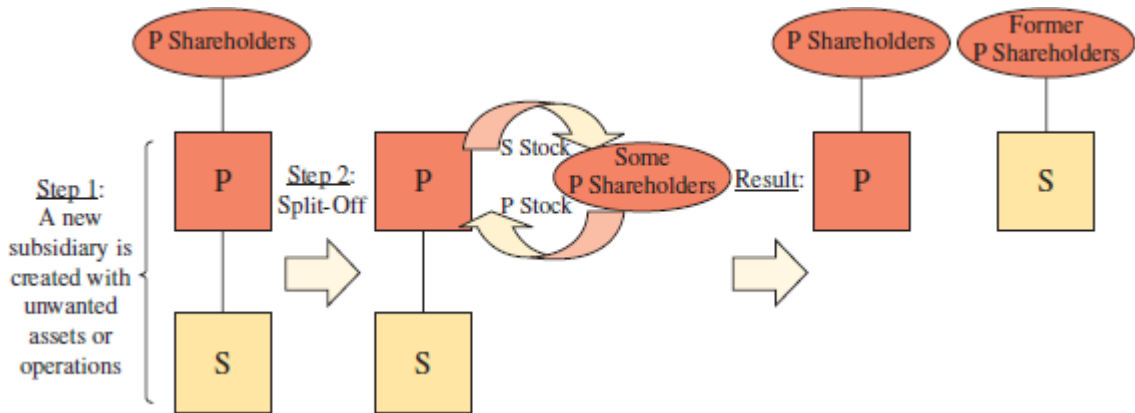 P Shareholders
P
S
Step 1:
A new
subsidiary is
created with
unwanted
assets or
operations
Step 2:
Split-Off
P
S
S Stock
P Stock
Some
P Shareholders
Result:
P Shareholders
P
Former
P Shareholders
S